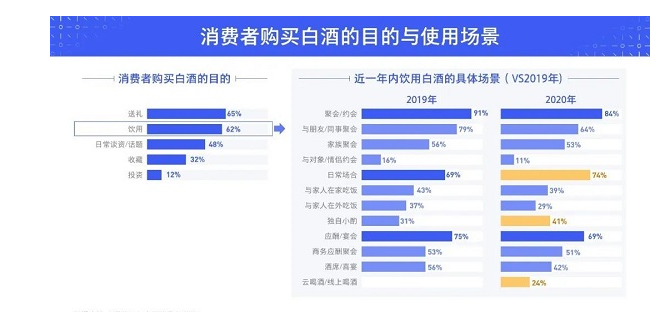 消费者购买白酒的目的与使用场景
消费者购买白酒的目的
送礼 65%
饮用 62%
日常谈资/话题 48%
收藏 32%
投资 12%
近一年内饮用白酒的具体场景（VS2019年)
2019年 2020年
聚会/约会 91% 84%
与朋友/同事聚会 79% 64%
家族聚会 56% 53%
与对象/情侣约会 16% 11%
日常场合 69% 74%
与家人在家吃饭 43% 39%
与家人在外吃饭 37% 29%
独自小酌 31% 41%
应酬/宴会 75% 69%
商务应酬聚会 53% 51%
酒席/喜宴 56% 42%
云喝酒/线上喝酒 24%